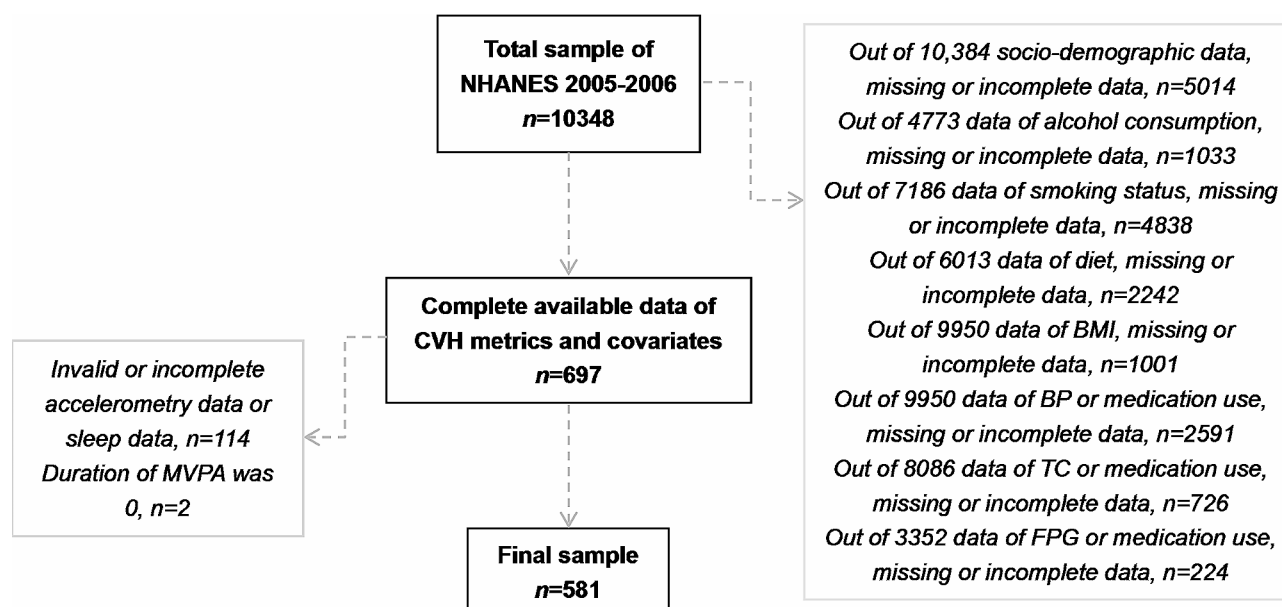 Total sample of
NHANES 2005-2006
n=10348
Out of 10,384 socio-demographic data,
missing or incomplete data, n=5014
Out of 4773 data of alcohol consumption,
missing or incomplete data, n=1033
Out of 7186 data of smoking status, missing
or incomplete data, n=4838
Out of 6013 data of diet, missing or
incomplete data, n=2242
Out of 9950 data of BMI, missing or
incomplete data, n=1001
Out of 9950 data of BP or medication use,
missing or incomplete data, n=2591
Out of 8086 data of TC or medication use,
missing or incomplete data, n=726
Out of 3352 data of FPG or medication use,
missing or incomplete data, n=224
Complete available data of
CVH metrics and covariates
n=697
Invalid or incomplete
accelerometry data or
sleep data, n=114
Duration of MVPA was
0, n=2
Final sample
n=581